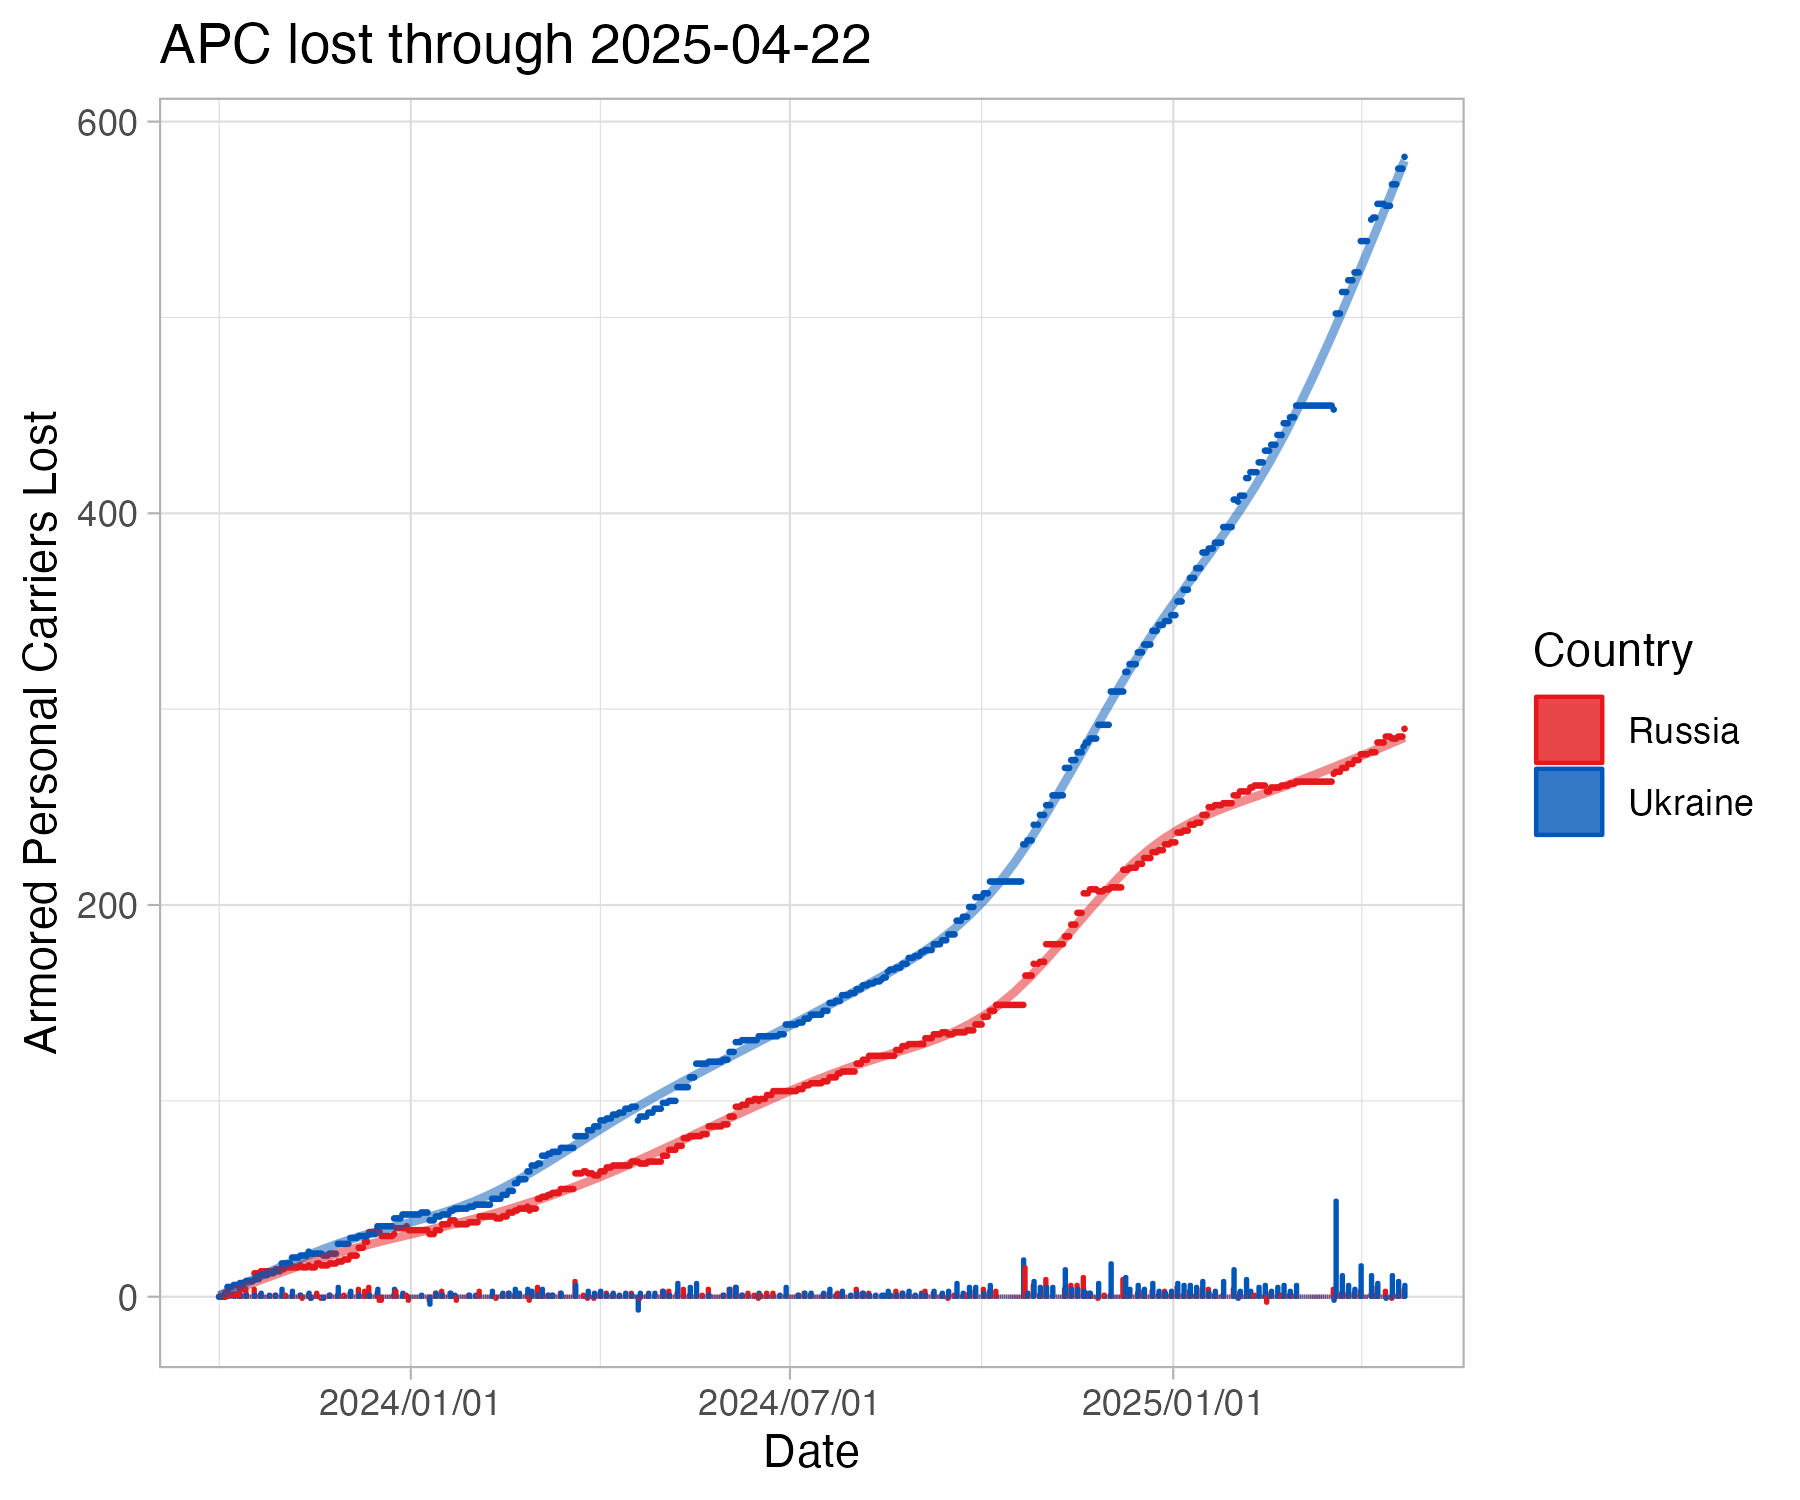 APC lost through 2025-04-22
Armored Personal Carriers Lost
600
400
200
0
2024/01/01
2024/07/01
2025/01/01
Date
Country
Russia
Ukraine